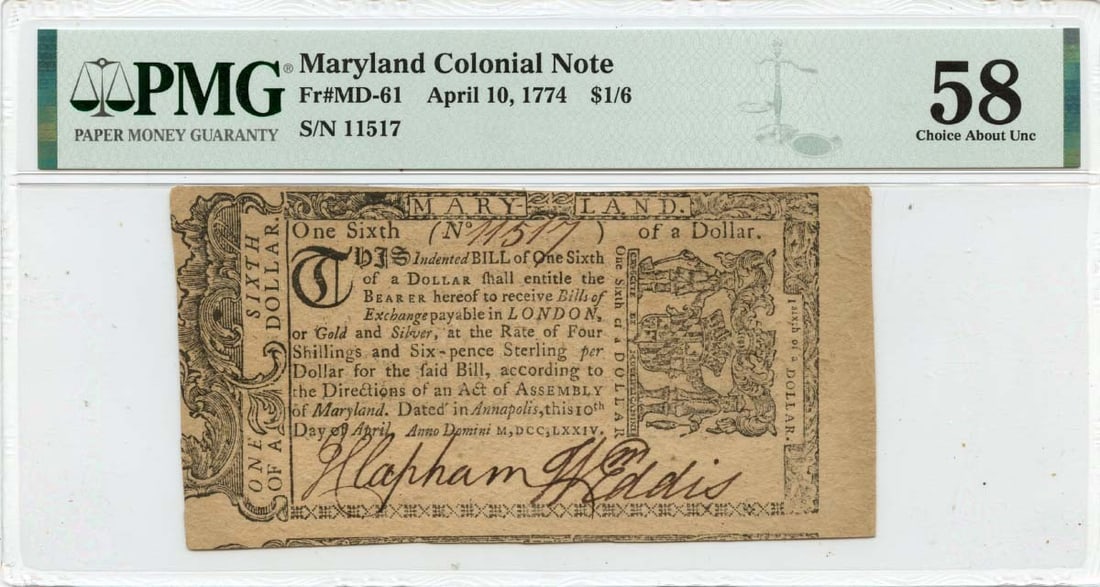 PMG®
PAPER MONEY GUARANTY
Maryland Colonial Note
Fr#MD-61 April 10, 1774 $1/6
S/N 11517
58
Choice About Unc
MARY-LAND.
One Sixth (No 11517) of a Dollar.
THIS Indented BILL of One Sixth
of a DOLLAR ſhall entitle the
BEARER hereof to receive Bills of
Exchange payable in LONDON,
or Gold and Silver, at the Rate of Four
Shillings and Six-pence Sterling per
Dollar for the ſaid Bill, according to
the Directions of an Act of ASSEMBLY
of Maryland. Dated in Annapolis, this 10th
Day of April, Anno Domini M,DCC,LXXIV.
JClapham Wm Eddis
ONE SIXTH
OF A DOLLAR.
One Sixth of a DOLLAR
1 sixth of a DOLLAR.